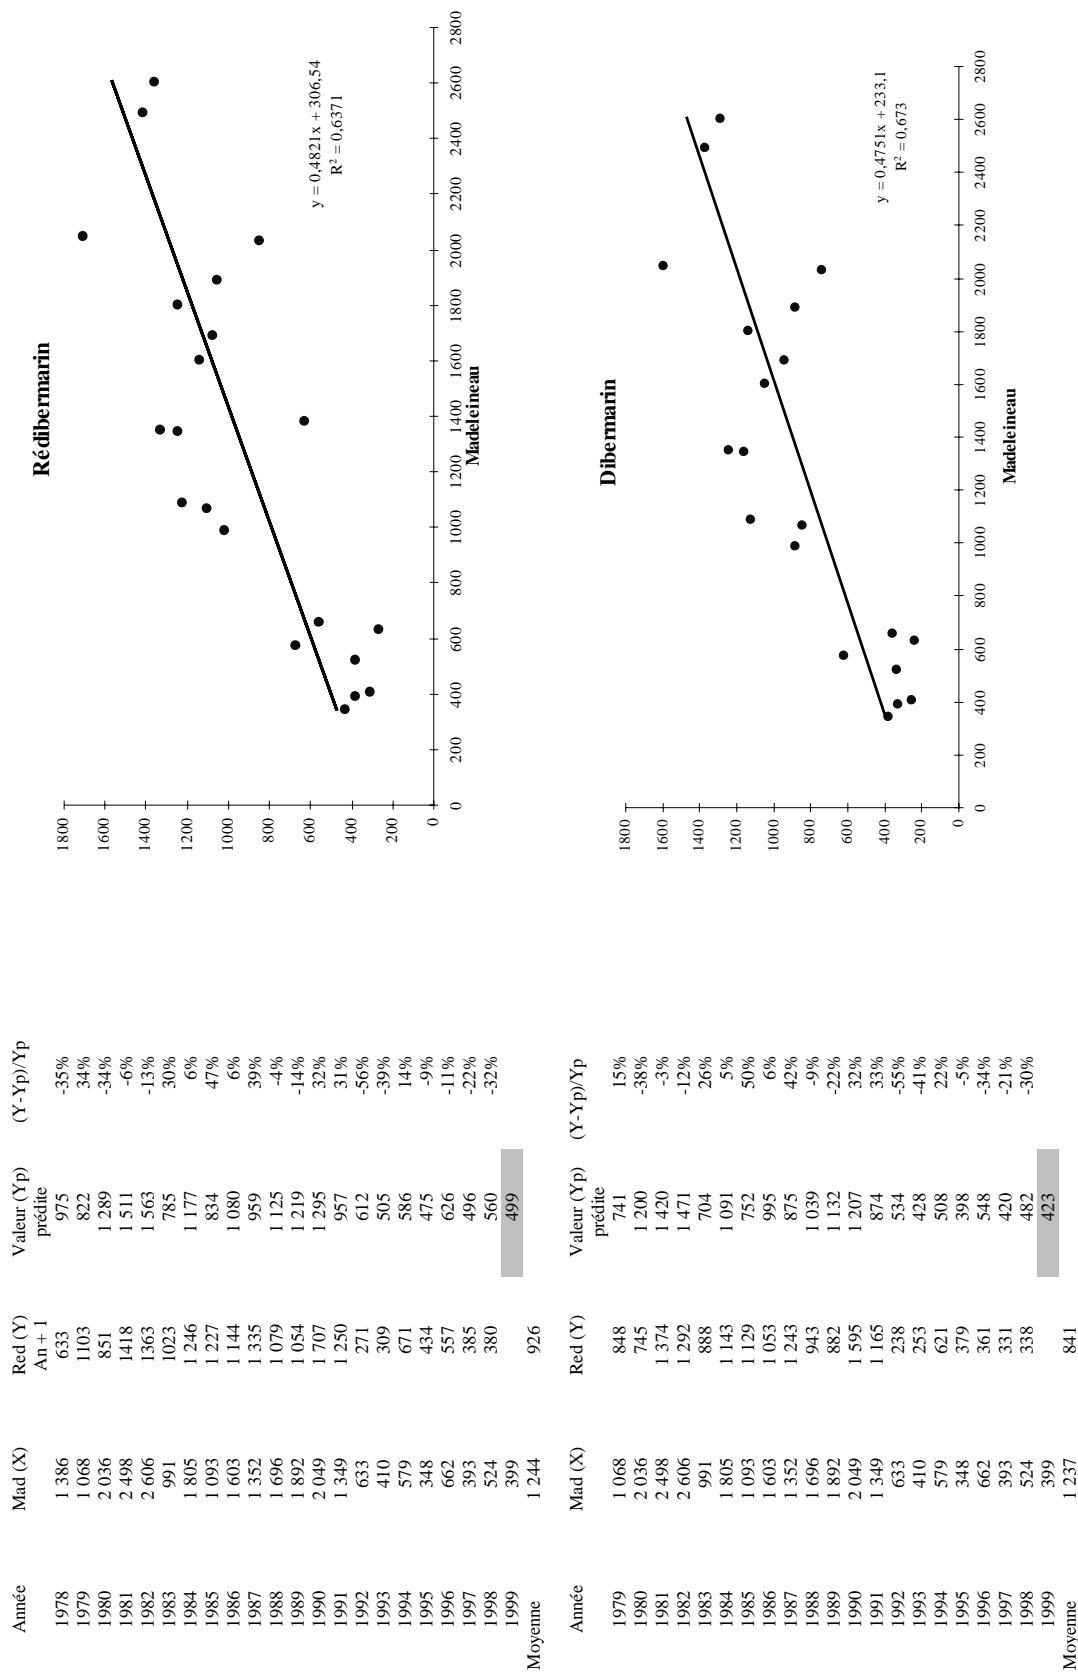 Année Mad (X) Red (Y) Valeur (Yp) (Y-Yp)/Yp
An + 1 prédite
1978 1 386 633 975 -35%
1979 1 068 1103 822 34%
1980 2 036 851 1 289 -34%
1981 2 498 1418 1 511 -6%
1982 2 606 1363 1 563 -13%
1983 991 1023 785 30%
1984 1 805 1 246 1 177 6%
1985 1 093 1 227 834 47%
1986 1 603 1 144 1 080 6%
1987 1 352 1 335 959 39%
1988 1 696 1 079 1 125 -4%
1989 1 892 1 054 1 219 -14%
1990 2 049 1 707 1 295 32%
1991 1 349 1 250 957 31%
1992 633 271 612 -56%
1993 410 309 505 -39%
1994 579 671 586 14%
1995 348 434 475 -9%
1996 662 557 626 -11%
1997 393 385 496 -22%
1998 524 380 560 -32%
1999 399 499
Moyenne 1 244 926
Rédibermarin
1800
1600
1400
1200
1000
800
600
400
200
0
y = 0,4821x + 306,54
R² = 0,6371
0 200 400 600 800 1000 1200 1400 1600 1800 2000 2200 2400 2600 2800
Madeleineau
Année Mad (X) Red (Y) Valeur (Yp) (Y-Yp)/Yp
prédite
1979 1 068 848 741 15%
1980 2 036 745 1 200 -38%
1981 2 498 1 374 1 420 -3%
1982 2 606 1 292 1 471 -12%
1983 991 888 704 26%
1984 1 805 1 143 1 091 5%
1985 1 093 1 129 752 50%
1986 1 603 1 053 995 6%
1987 1 352 1 243 875 42%
1988 1 696 943 1 039 -9%
1989 1 892 882 1 132 -22%
1990 2 049 1 595 1 207 32%
1991 1 349 1 165 874 33%
1992 633 238 534 -55%
1993 410 253 428 -41%
1994 579 621 508 22%
1995 348 379 398 -5%
1996 662 361 548 -34%
1997 393 331 420 -21%
1998 524 338 482 -30%
1999 399 423
Moyenne 1 237 841
Dibermarin
1800
1600
1400
1200
1000
800
600
400
200
0
y = 0,4751x + 233,1
R² = 0,673
0 200 400 600 800 1000 1200 1400 1600 1800 2000 2200 2400 2600 2800
Madeleineau